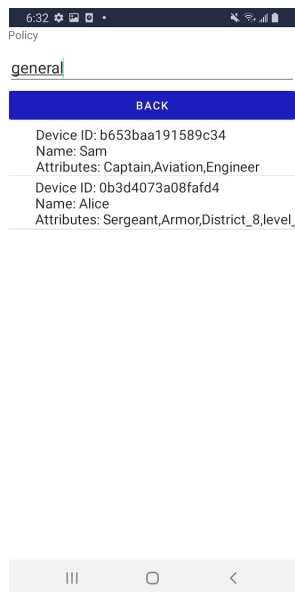 6:32
Policy
general
BACK
Device ID: b653baa191589c34
Name: Sam
Attributes: Captain,Aviation,Engineer
Device ID: 0b3d4073a08fafd4
Name: Alice
Attributes: Sergeant,Armor,District_8,level_